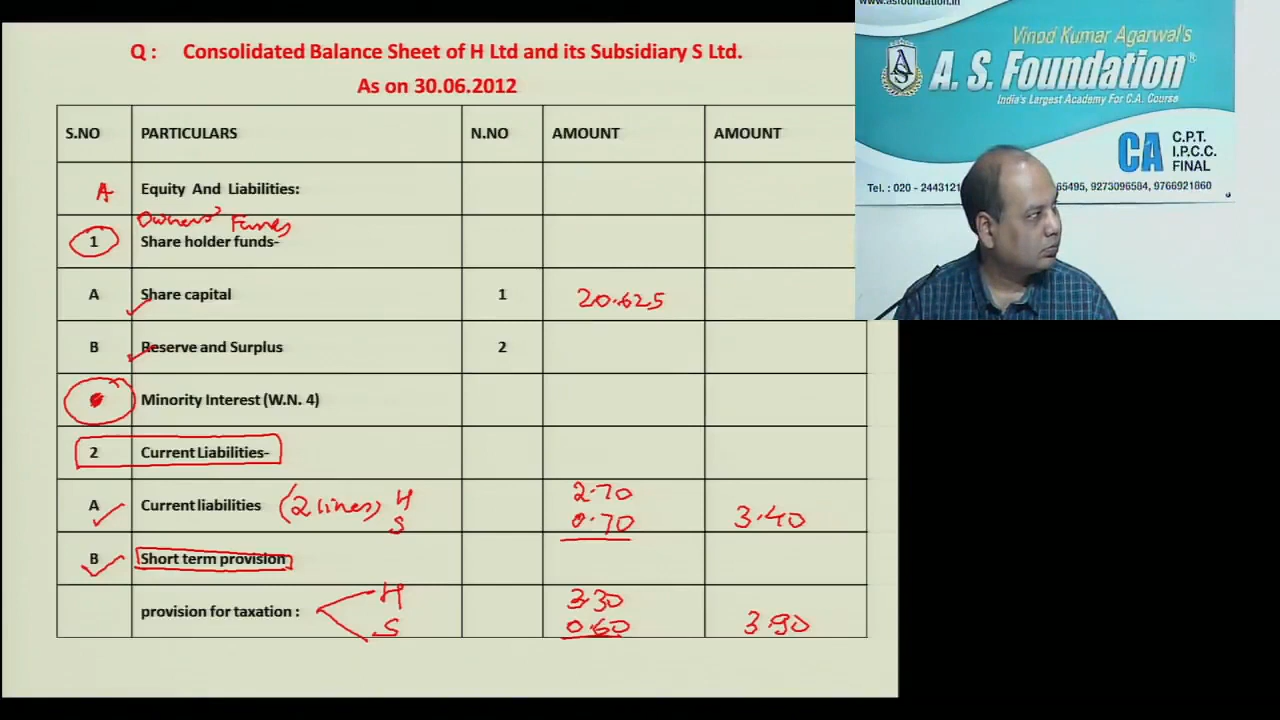 www.asfoundation.in
Vinod Kumar Agarwal's
A. S. Foundation®
India's Largest Academy For C.A. Course
CA
C.P.T.
I.P.C.C.
FINAL
Tel. : 020 - 2443121
65495, 9273096584, 9766921860
Q : Consolidated Balance Sheet of H Ltd and its Subsidiary S Ltd.
As on 30.06.2012
S.NO PARTICULARS N.NO AMOUNT AMOUNT
A Equity And Liabilities:
Owners' Funds
1 Share holder funds-
A Share capital 1 20.625
B Reserve and Surplus 2
Minority Interest (W.N. 4)
2 Current Liabilities-
A Current liabilities (2 lines) H 2.70
S 0.70 3.40
B Short term provision
provision for taxation : H 3.30
S 0.60 3.90